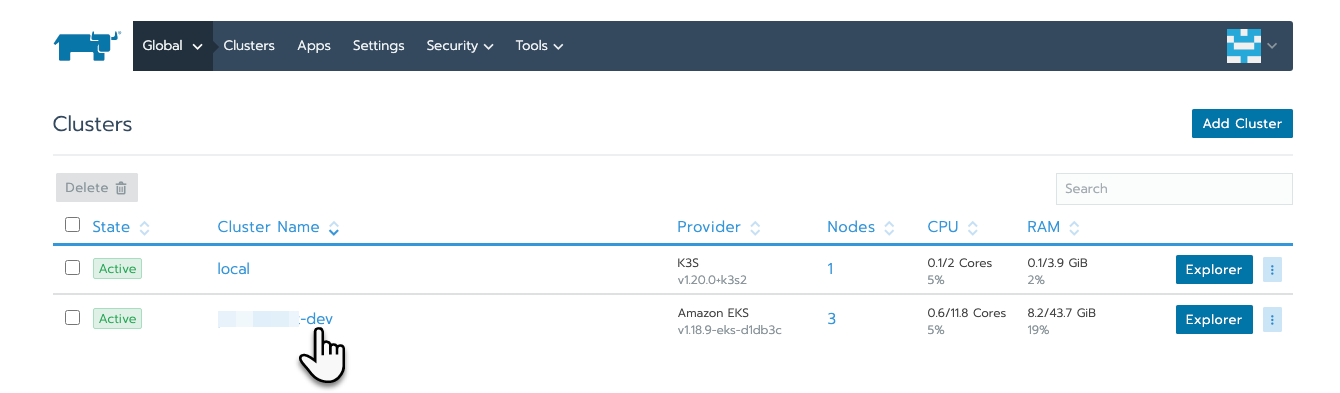 Global Clusters Apps Settings Security Tools
Clusters
Add Cluster
Delete
Search
State Cluster Name Provider Nodes CPU RAM
Active local K3S 1 0.1/2 Cores 0.1/3.9 GiB Explorer
v1.20.0+k3s2 5% 2%
Active -dev Amazon EKS 3 0.6/11.8 Cores 8.2/43.7 GiB Explorer
v1.18.9-eks-d1db3c 5% 19%